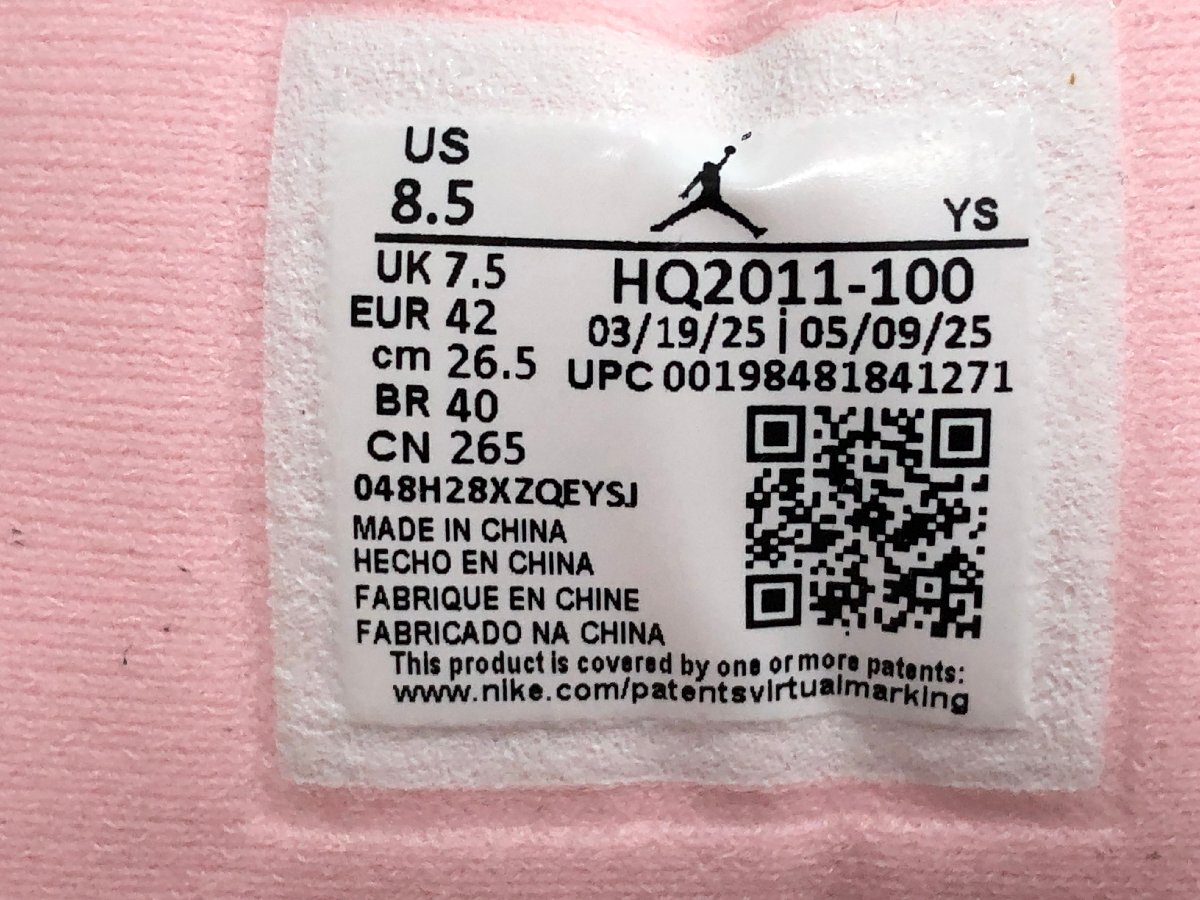 US
8.5
YS
UK 7.5
EUR 42
cm 26.5
BR 40
CN 265
HQ2011-100
03/19/25 | 05/09/25
UPC 00198481841271
048H28XZQEYSJ
MADE IN CHINA
HECHO EN CHINA
FABRIQUE EN CHINE
FABRICADO NA CHINA
This product is covered by one or more patents:
www.nike.com/patentsvirtualmarking